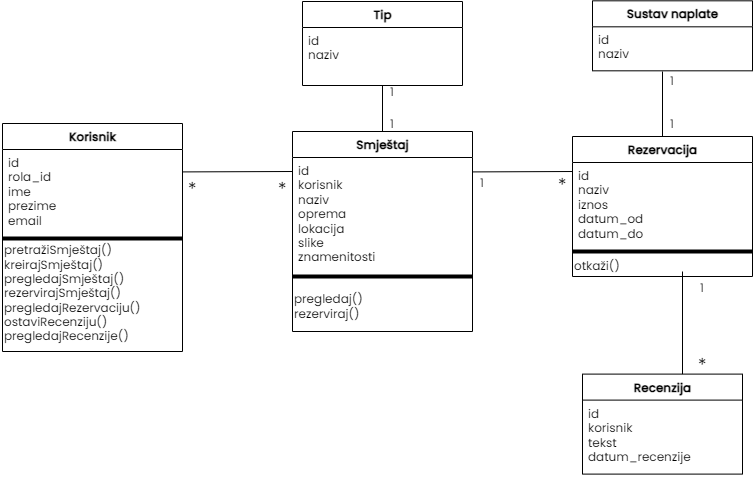 Tip
id
naziv
1
1
Sustav naplate
id
naziv
1
1
Korisnik
id
rola_id
ime
prezime
email
pretražiSmještaj()
kreirajSmještaj()
pregledajSmještaj()
rezervirajSmještaj()
pregledajRezervaciju()
ostaviRecenziju()
pregledajRecenzije()
*
*
Smještaj
id
korisnik
naziv
oprema
lokacija
slike
znamenitosti
pregledaj()
rezerviraj()
1
*
Rezervacija
id
naziv
iznos
datum_od
datum_do
otkaži()
1
*
Recenzija
id
korisnik
tekst
datum_recenzije